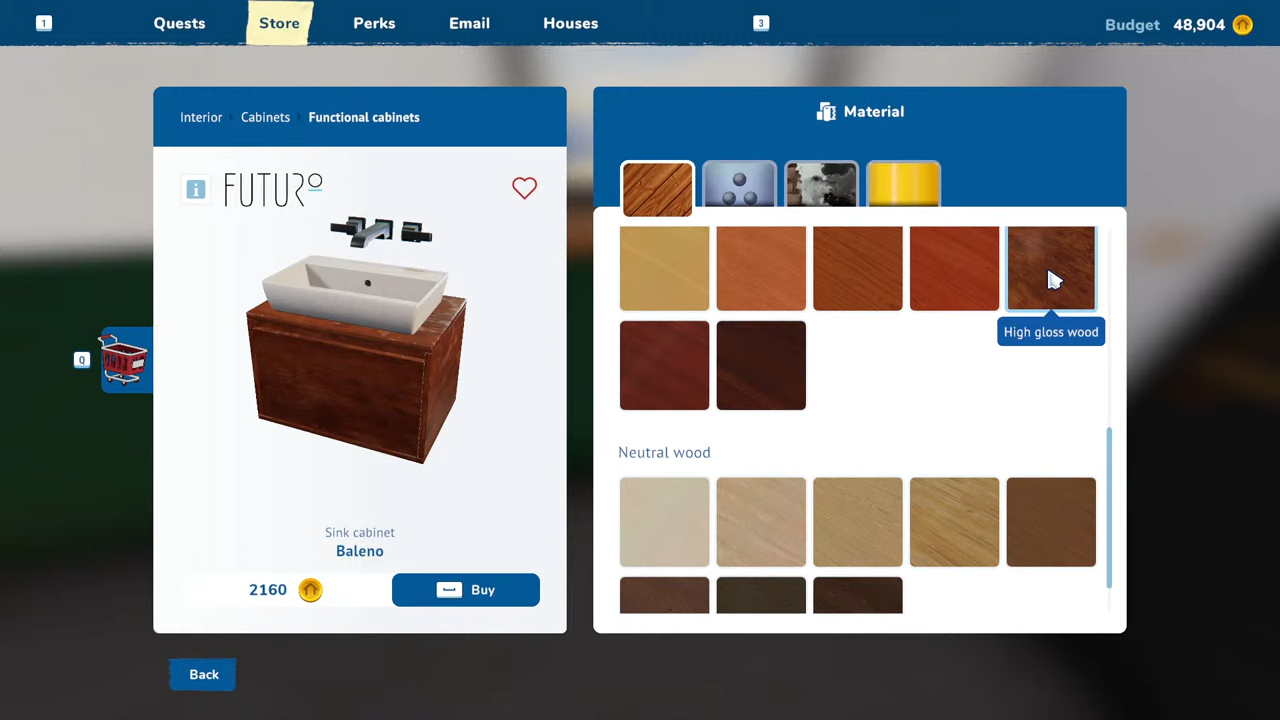 1 Quests Store Perks Email Houses 3 Budget 48,904
Interior Cabinets Functional cabinets
Material
i FUTURO
Q
High gloss wood
Neutral wood
Sink cabinet
Baleno
2160 Buy
Back